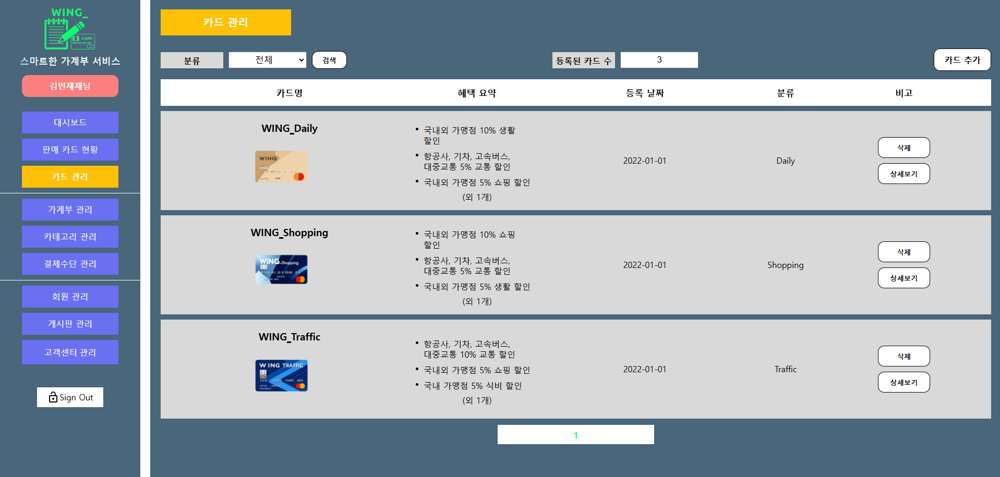 WING_
CARD
스마트한 가계부 서비스
김민재재님
대시보드
판매 카드 현황
카드 관리
가계부 관리
카테고리 관리
결제수단 관리
회원 관리
게시판 관리
고객센터 관리
Sign Out
카드 관리
분류 전체 검색 등록된 카드 수 3 카드 추가
카드명 혜택 요약 등록 날짜 분류 비고
WING_Daily
WING
daily
• 국내외 가맹점 10% 생활
할인
• 항공사, 기차, 고속버스,
대중교통 5% 교통 할인
• 국내외 가맹점 5% 쇼핑 할인
(외 1개)
2022-01-01
Daily
삭제
상세보기
WING_Shopping
WING_Shopping
• 국내외 가맹점 10% 쇼핑
할인
• 항공사, 기차, 고속버스,
대중교통 5% 교통 할인
• 국내외 가맹점 5% 생활 할인
(외 1개)
2022-01-01
Shopping
삭제
상세보기
WING_Traffic
WING TRAFFIC
• 항공사, 기차, 고속버스,
대중교통 10% 교통 할인
• 국내외 가맹점 5% 쇼핑 할인
• 국내 가맹점 5% 식비 할인
(외 1개)
2022-01-01
Traffic
삭제
상세보기
1